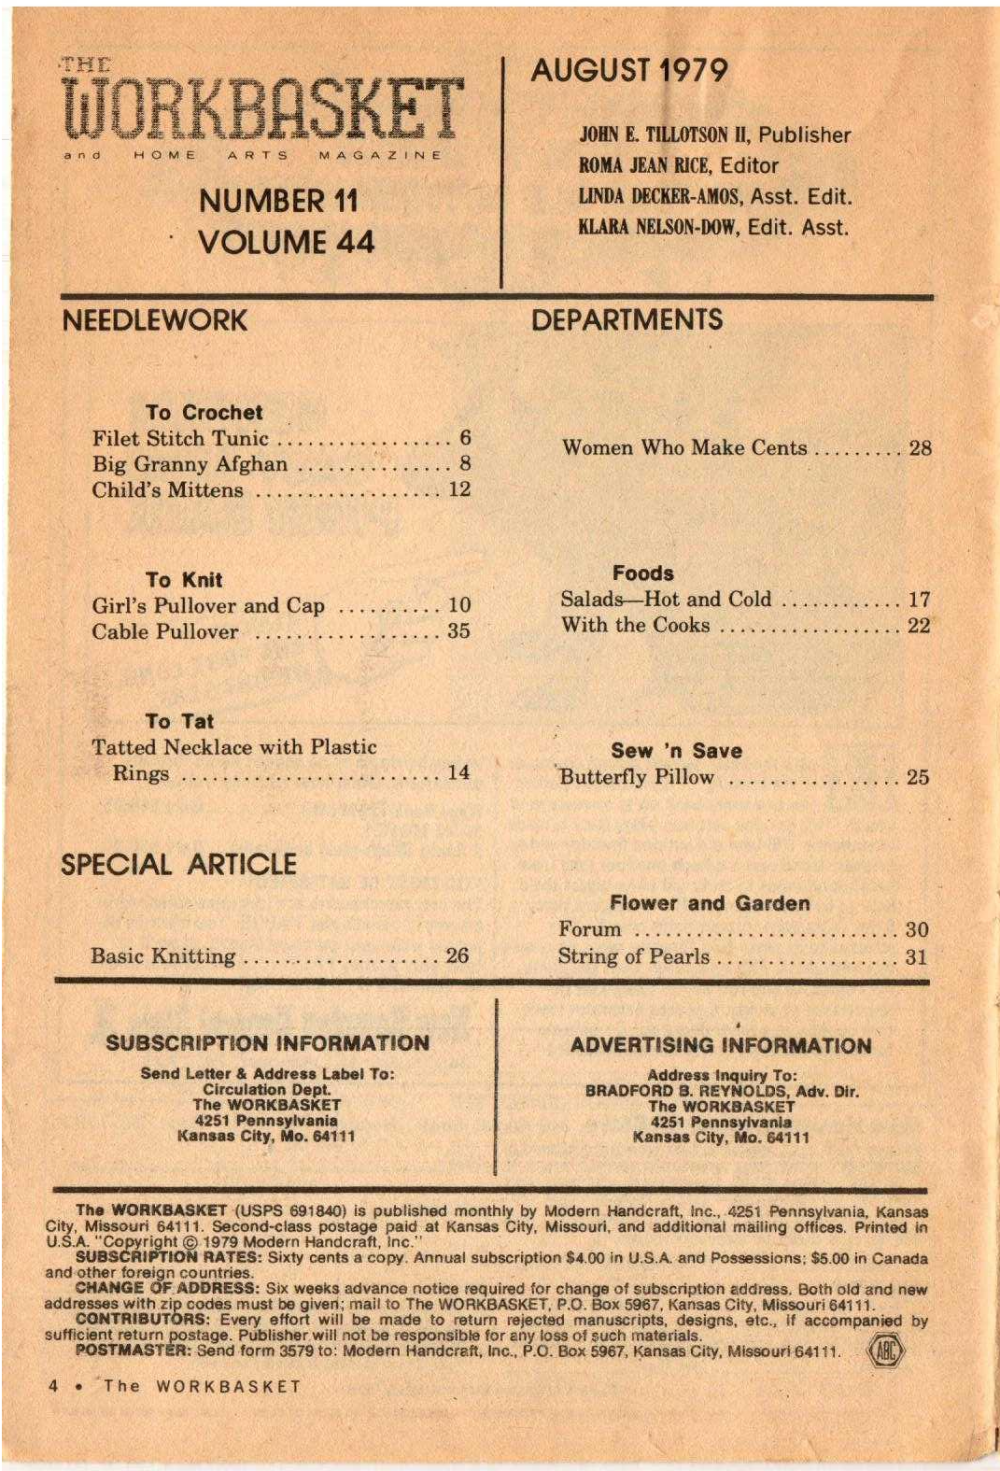 THE
WORKBASKET
and HOME ARTS MAGAZINE
NUMBER 11
VOLUME 44
AUGUST 1979
JOHN E. TILLOTSON II, Publisher
ROMA JEAN RICE, Editor
LINDA DECKER-AMOS, Asst. Edit.
KLARA NELSON-DOW, Edit. Asst.
NEEDLEWORK
To Crochet
Filet Stitch Tunic ................. 6
Big Granny Afghan ............... 8
Child's Mittens .................. 12
To Knit
Girl's Pullover and Cap .......... 10
Cable Pullover .................. 35
To Tat
Tatted Necklace with Plastic
Rings ......................... 14
SPECIAL ARTICLE
Basic Knitting ................... 26
DEPARTMENTS
Women Who Make Cents ......... 28
Foods
Salads—Hot and Cold ............ 17
With the Cooks .................. 22
Sew 'n Save
Butterfly Pillow ................. 25
Flower and Garden
Forum .......................... 30
String of Pearls .................. 31
SUBSCRIPTION INFORMATION
Send Letter & Address Label To:
Circulation Dept.
The WORKBASKET
4251 Pennsylvania
Kansas City, Mo. 64111
ADVERTISING INFORMATION
Address Inquiry To:
BRADFORD B. REYNOLDS, Adv. Dir.
The WORKBASKET
4251 Pennsylvania
Kansas City, Mo. 64111
The WORKBASKET (USPS 691840) is published monthly by Modern Handcraft, Inc., 4251 Pennsylvania, Kansas
City, Missouri 64111. Second-class postage paid at Kansas City, Missouri, and additional mailing offices. Printed in
U.S.A. "Copyright © 1979 Modern Handcraft, Inc."
SUBSCRIPTION RATES: Sixty cents a copy. Annual subscription $4.00 in U.S.A. and Possessions; $5.00 in Canada
and other foreign countries.
CHANGE OF ADDRESS: Six weeks advance notice required for change of subscription address. Both old and new
addresses with zip codes must be given; mail to The WORKBASKET, P.O. Box 5967, Kansas City, Missouri 64111.
CONTRIBUTORS: Every effort will be made to return rejected manuscripts, designs, etc., if accompanied by
sufficient return postage. Publisher will not be responsible for any loss of such materials.
POSTMASTER: Send form 3579 to: Modern Handcraft, Inc., P.O. Box 5967, Kansas City, Missouri 64111.
ABC
4 • The WORKBASKET